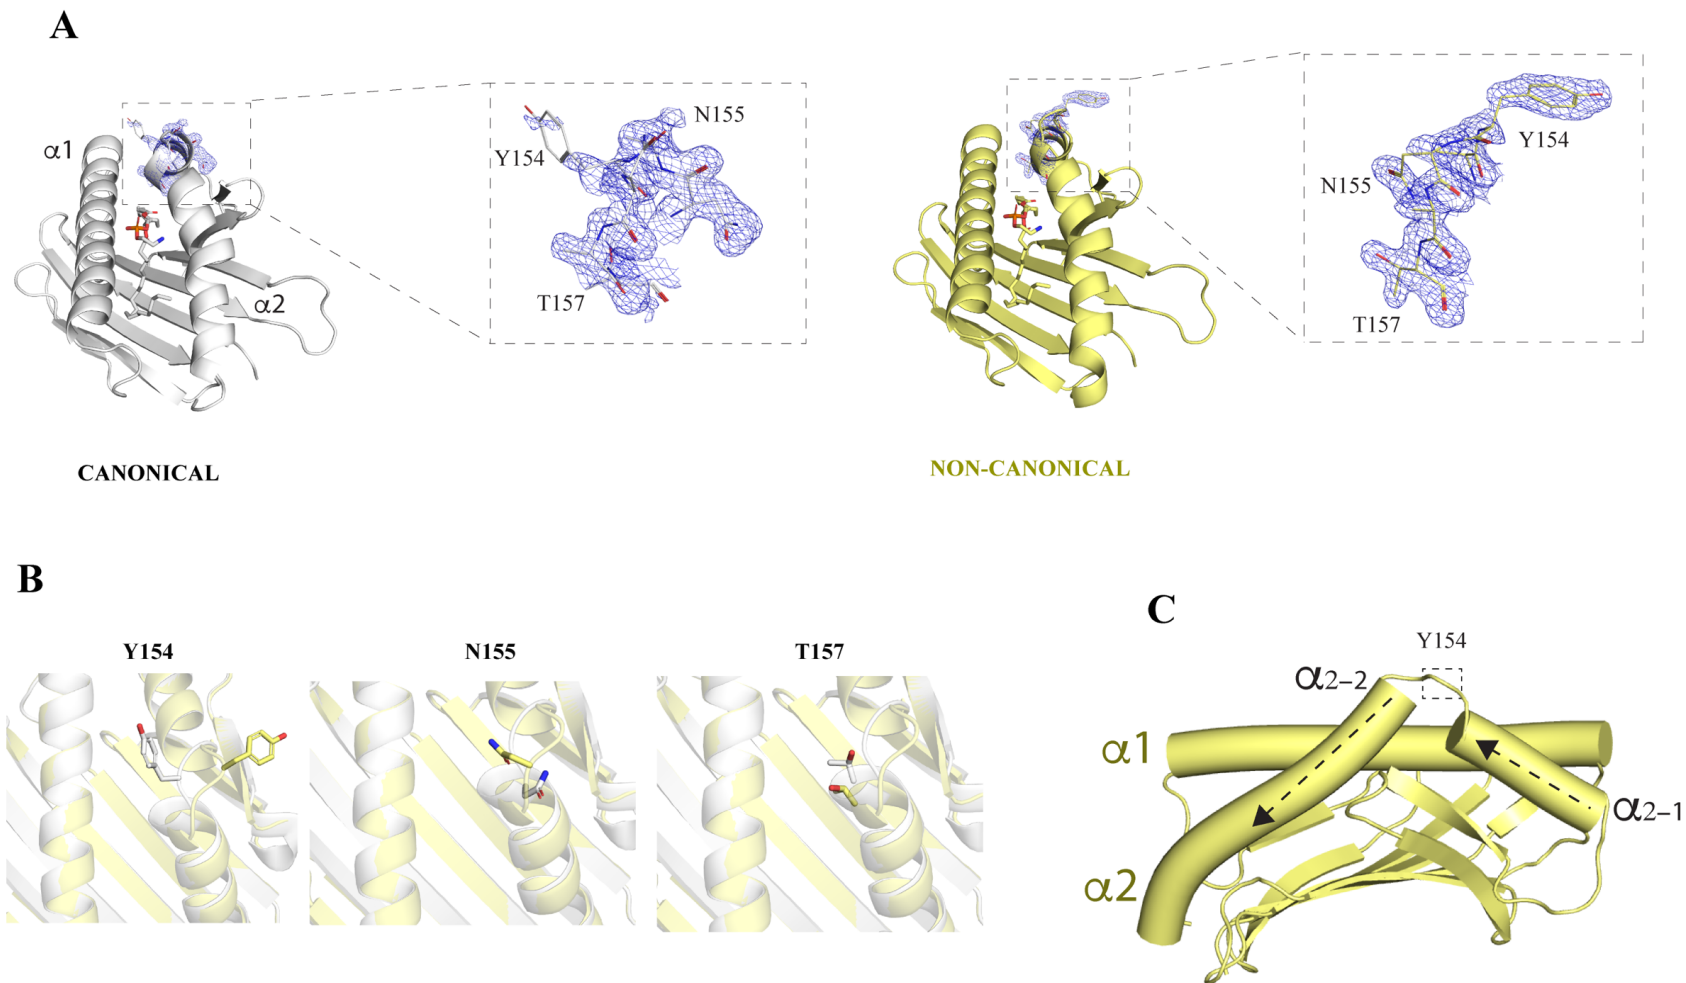 A
α1
α2
Y154
N155
T157
Y154
N155
T157
CANONICAL
NON-CANONICAL
B
Y154
N155
T157
C
Y154
α2-2
α1
α2-1
α2